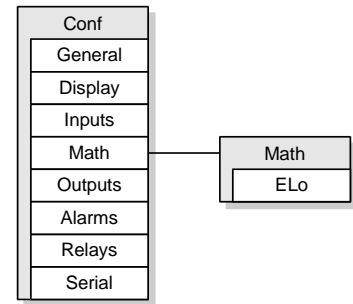 Conf
General
Display
Inputs
Math
Outputs
Alarms
Relays
Serial
Math
ELo